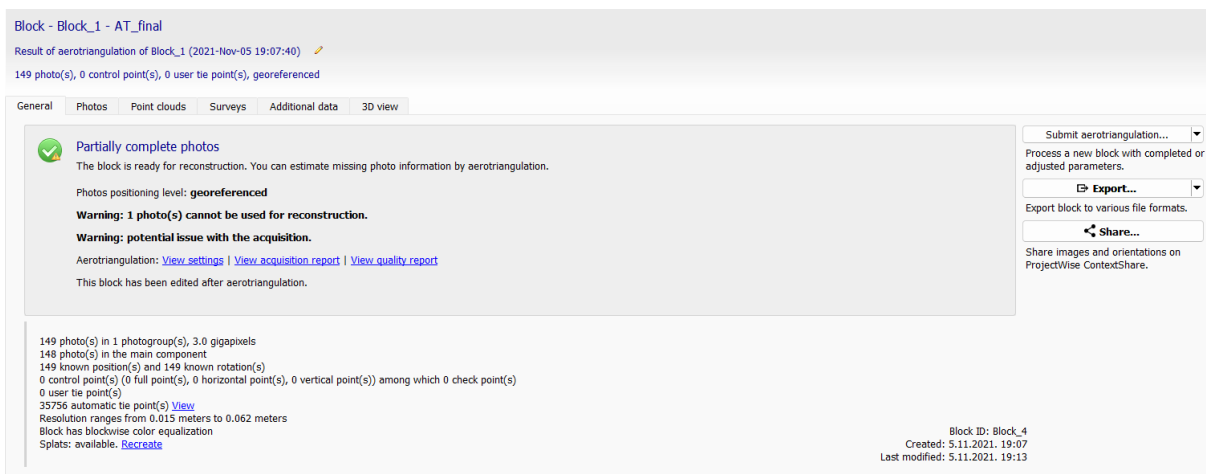 Block - Block_1 - AT_final
Result of aerotriangulation of Block_1 (2021-Nov-05 19:07:40)
149 photo(s), 0 control point(s), 0 user tie point(s), georeferenced
General Photos Point clouds Surveys Additional data 3D view
Partially complete photos
The block is ready for reconstruction. You can estimate missing photo information by aerotriangulation.
Photos positioning level: georeferenced
Warning: 1 photo(s) cannot be used for reconstruction.
Warning: potential issue with the acquisition.
Aerotriangulation: View settings | View acquisition report | View quality report
This block has been edited after aerotriangulation.
Submit aerotriangulation...
Process a new block with completed or
adjusted parameters.
Export...
Export block to various file formats.
Share...
Share images and orientations on
ProjectWise ContextShare.
149 photo(s) in 1 photogroup(s), 3.0 gigapixels
148 photo(s) in the main component
149 known position(s) and 149 known rotation(s)
0 control point(s) (0 full point(s), 0 horizontal point(s), 0 vertical point(s)) among which 0 check point(s)
0 user tie point(s)
35756 automatic tie point(s) View
Resolution ranges from 0.015 meters to 0.062 meters
Block has blockwise color equalization
Splats: available. Recreate
Block ID: Block_4
Created: 5.11.2021. 19:07
Last modified: 5.11.2021. 19:13